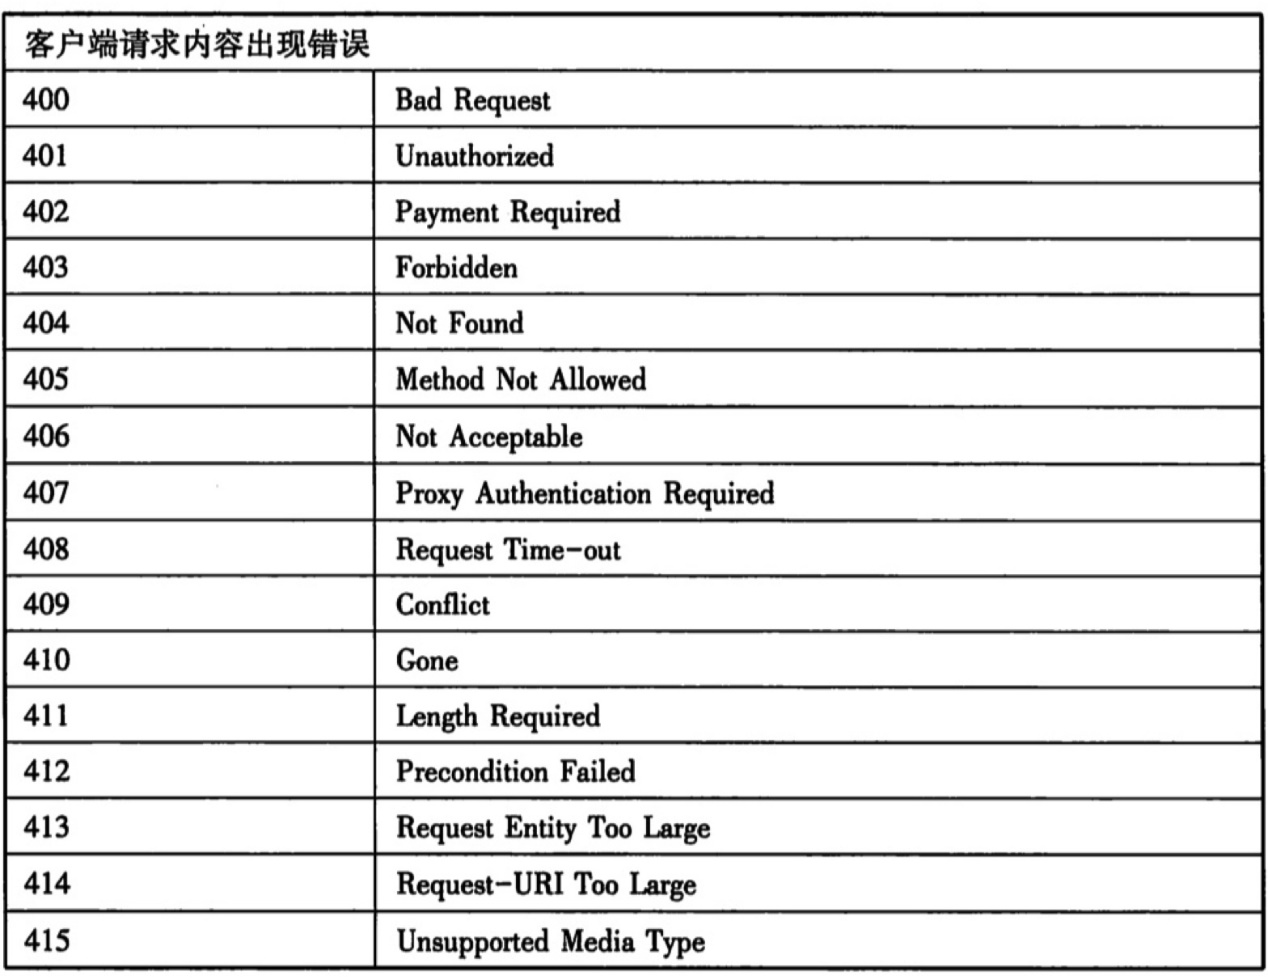 客户端请求内容出现错误
400 Bad Request
401 Unauthorized
402 Payment Required
403 Forbidden
404 Not Found
405 Method Not Allowed
406 Not Acceptable
407 Proxy Authentication Required
408 Request Time-out
409 Conflict
410 Gone
411 Length Required
412 Precondition Failed
413 Request Entity Too Large
414 Request-URI Too Large
415 Unsupported Media Type